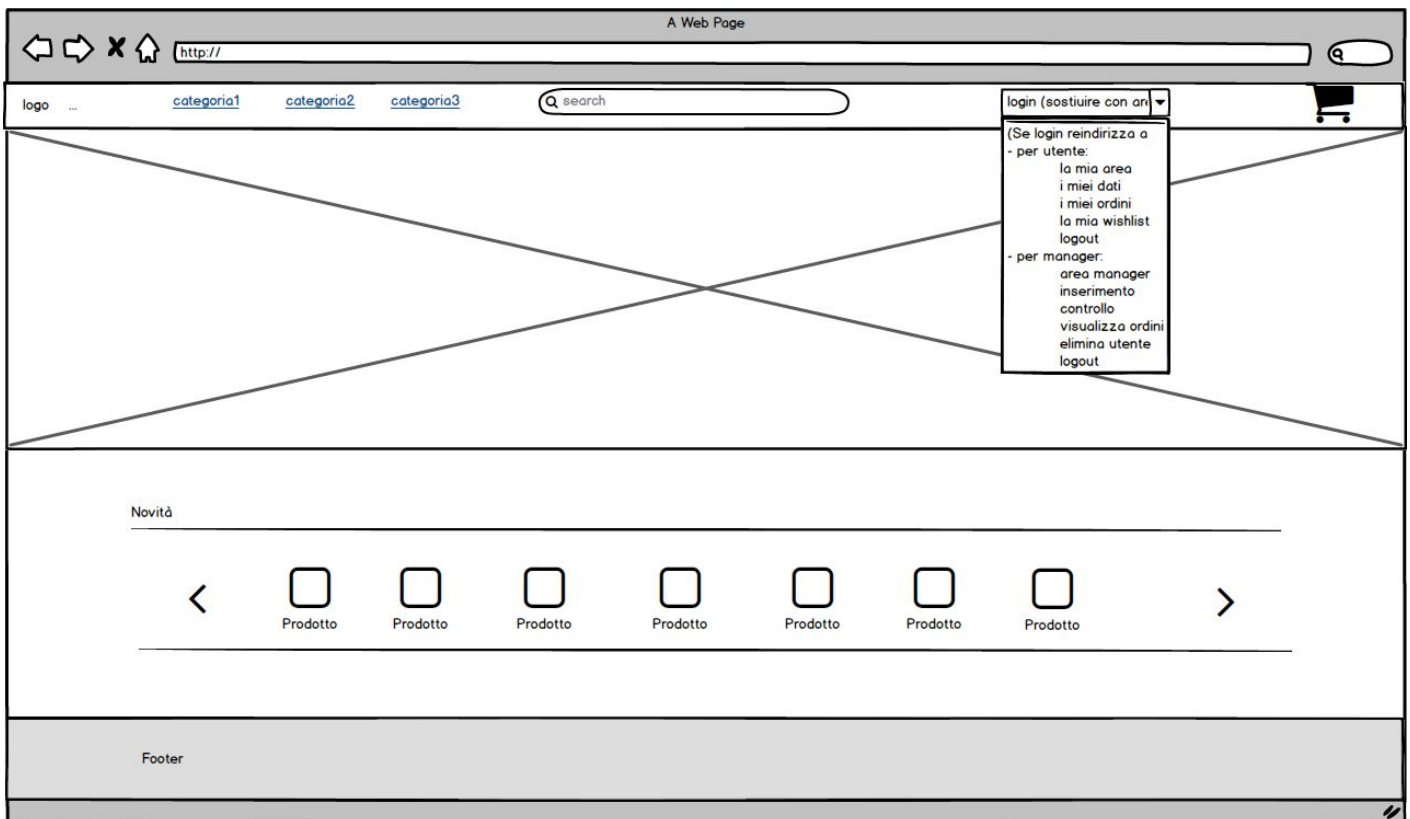 A Web Page
http://
logo ... categoria1 categoria2 categoria3 search login (sostiuire con are
(Se login reindirizza a
- per utente:
la mia area
i miei dati
i miei ordini
la mia wishlist
logout
- per manager:
area manager
inserimento
controllo
visualizza ordini
elimina utente
logout
Novità
Prodotto Prodotto Prodotto Prodotto Prodotto Prodotto Prodotto
Footer